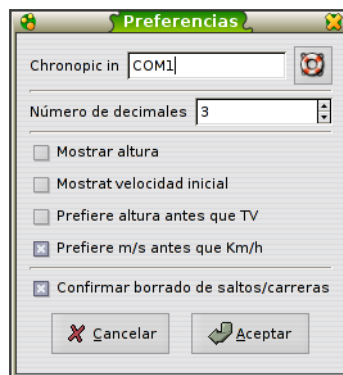 Preferencias
Chronopic in COM1
Número de decimales 3
Mostrar altura
Mostrat velocidad inicial
Prefiere altura antes que TV
Prefiere m/s antes que Km/h
Confirmar borrado de saltos/carreras
Cancelar Aceptar